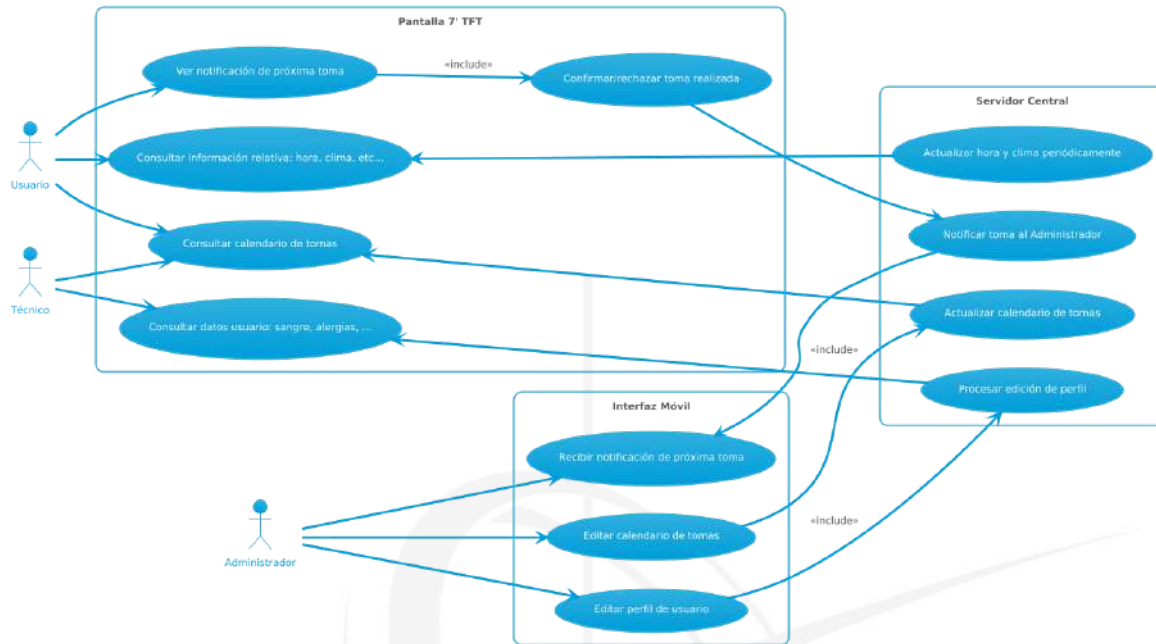 Pantalla 7' TFT
Ver notificación de próxima toma
«include»
Confirmar/rechazar toma realizada
Servidor Central
Usuario
Consultar información relativa: hora, clima, etc...
Actualizar hora y clima periódicamente
Consultar calendario de tomas
Notificar toma al Administrador
Técnico
Consultar datos usuario: sangre, alergias, ...
Actualizar calendario de tomas
«include»
Procesar edición de perfil
Interfaz Móvil
Recibir notificación de próxima toma
Administrador
Editar calendario de tomas
«include»
Editar perfil de usuario